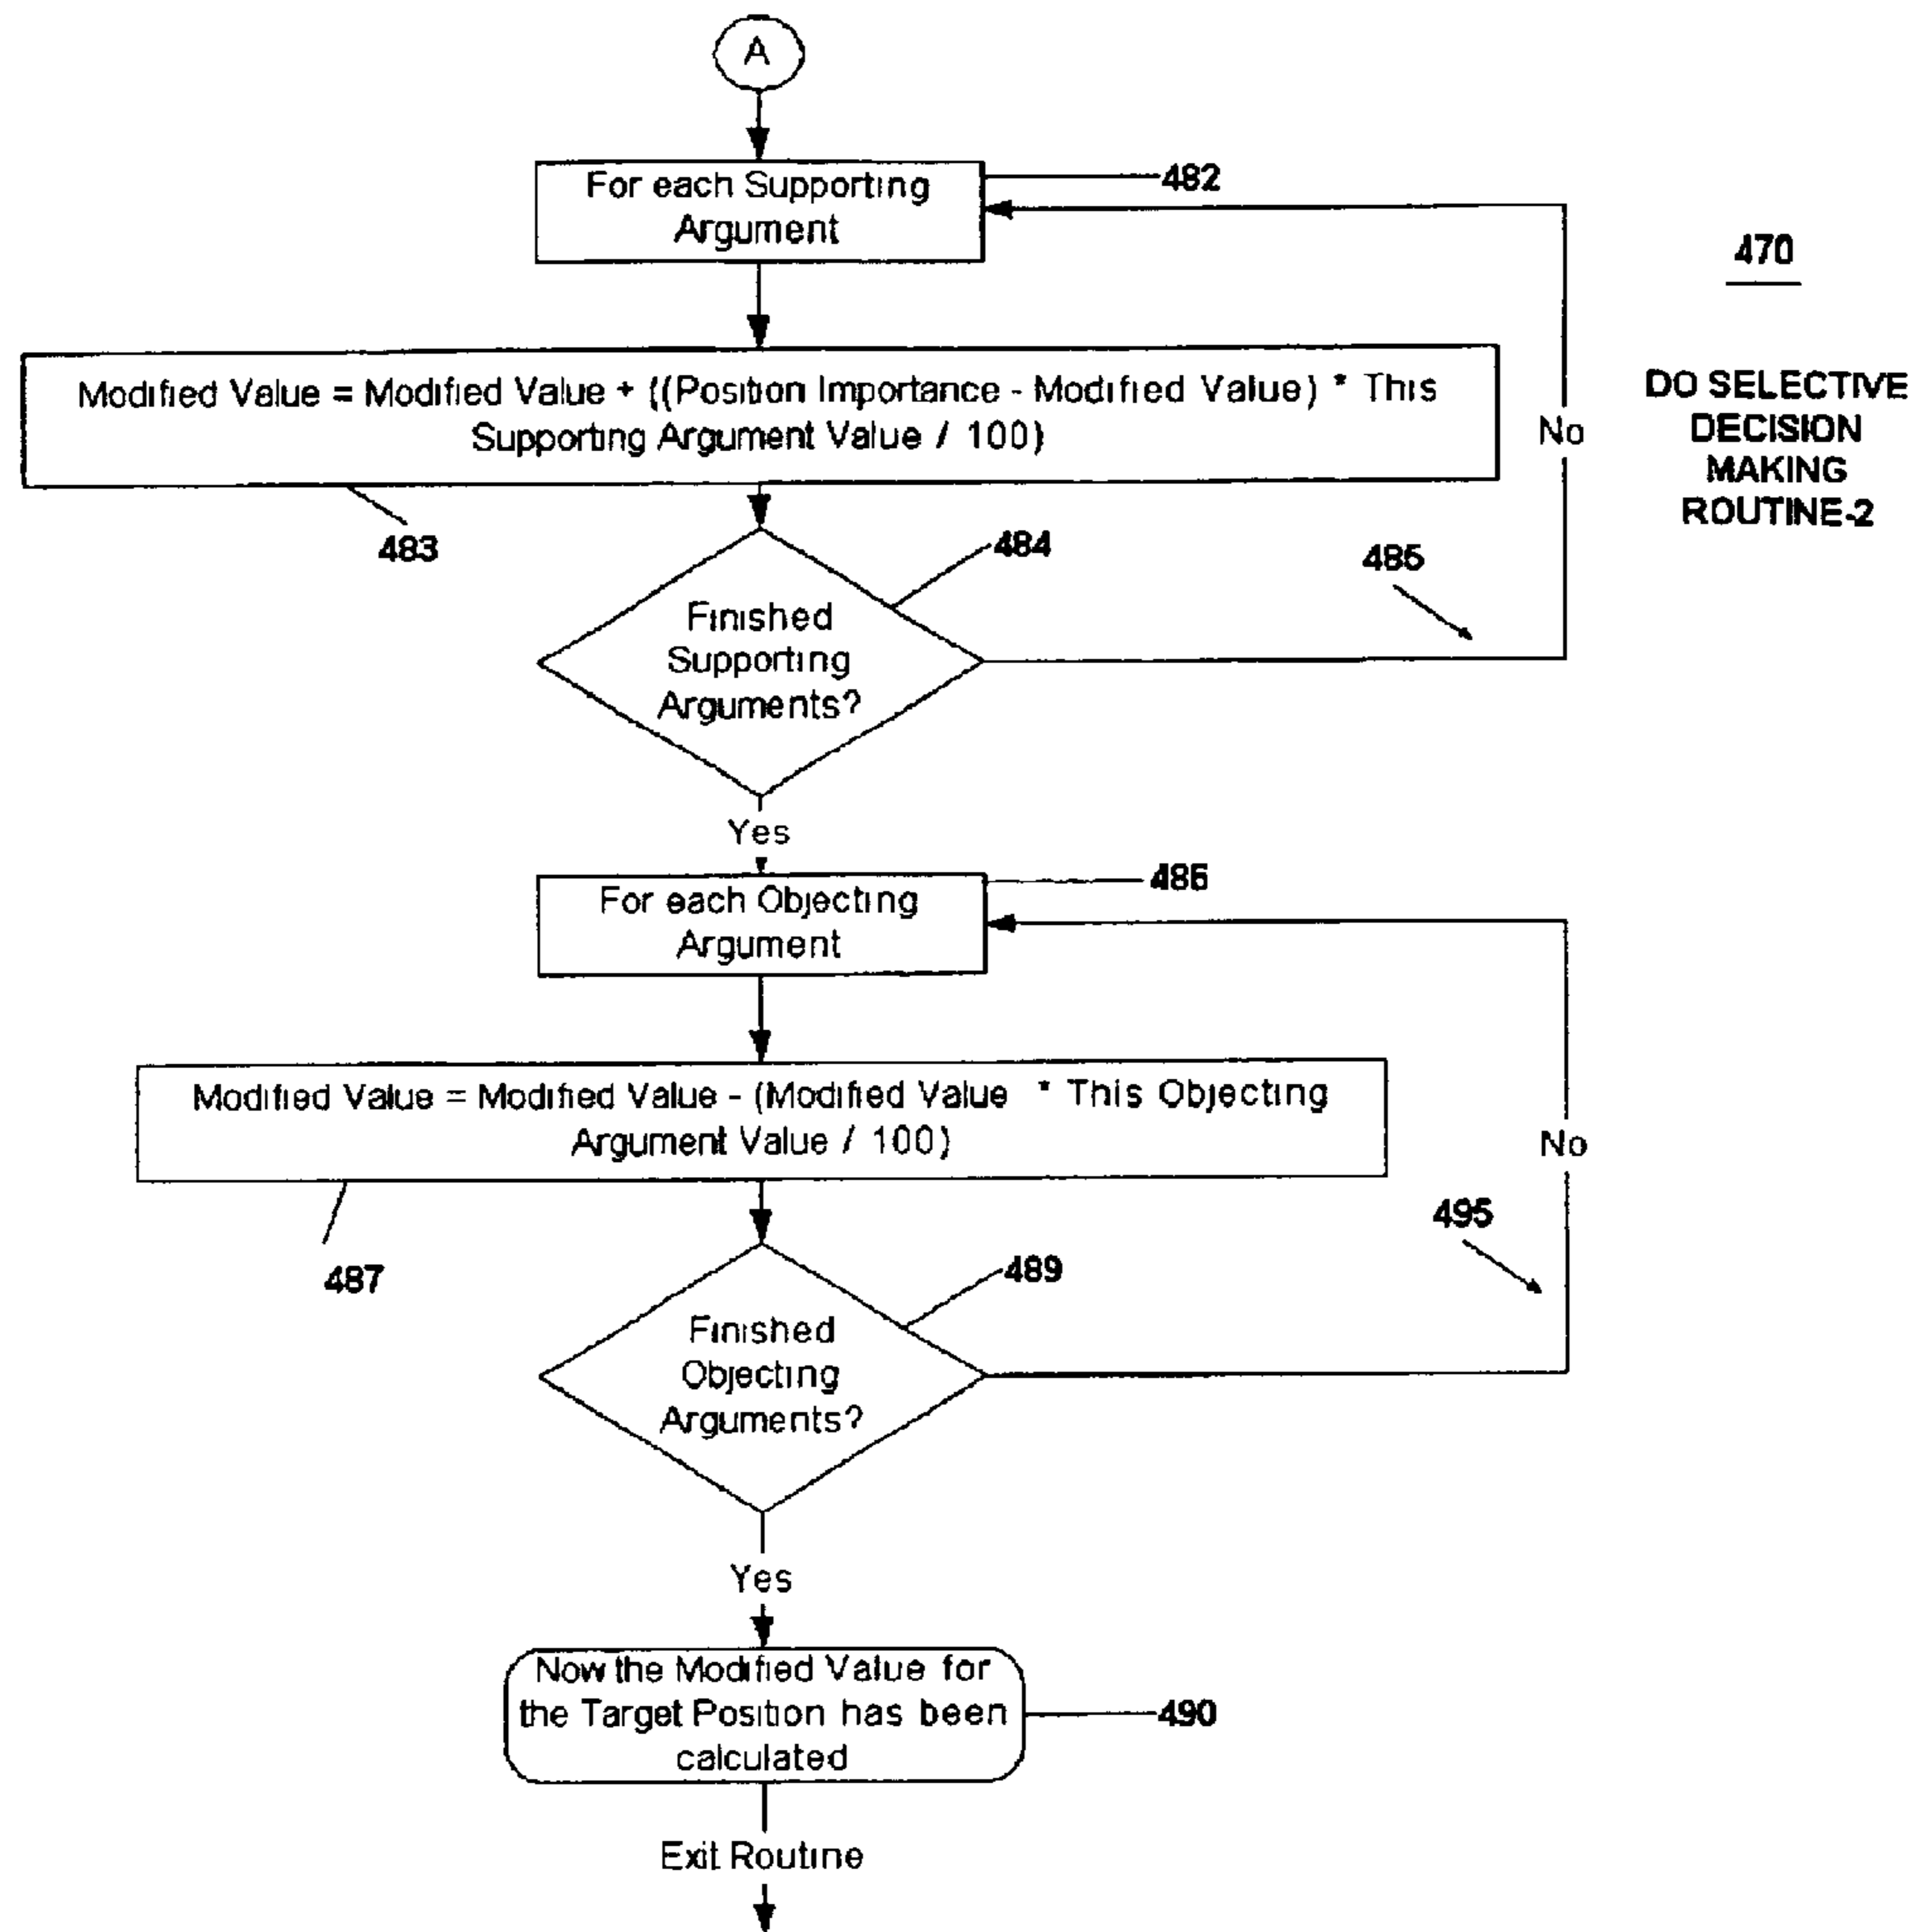 A
For each Supporting
Argument
482
470
Modified Value = Modified Value + ((Position Importance - Modified Value) * This
Supporting Argument Value / 100)
DO SELECTIVE
DECISION
MAKING
ROUTINE-2
No
483
484
485
Finished
Supporting
Arguments?
Yes
For each Objecting
Argument
486
Modified Value = Modified Value - (Modified Value * This Objecting
Argument Value / 100)
No
487
489
495
Finished
Objecting
Arguments?
Yes
Now the Modified Value for
the Target Position has been
calculated
490
Exit Routine